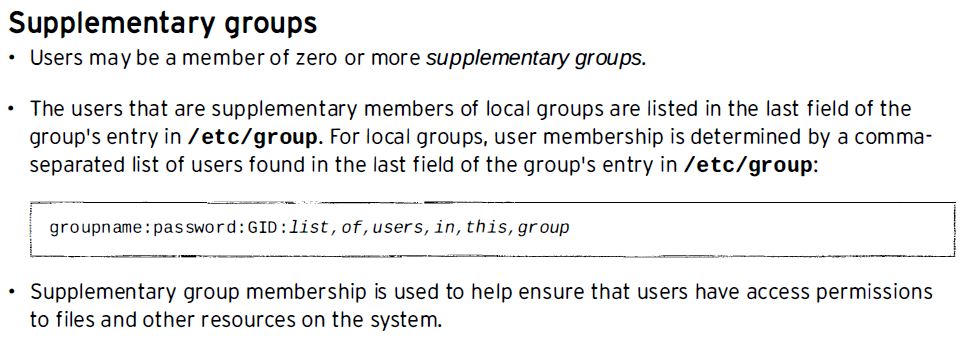 Supplementary groups
• Users may be a member of zero or more supplementary groups.
• The users that are supplementary members of local groups are listed in the last field of the
group's entry in /etc/group. For local groups, user membership is determined by a comma-
separated list of users found in the last field of the group's entry in /etc/group:
groupname:password:GID:list,of,users,in,this,group
• Supplementary group membership is used to help ensure that users have access permissions
to files and other resources on the system.